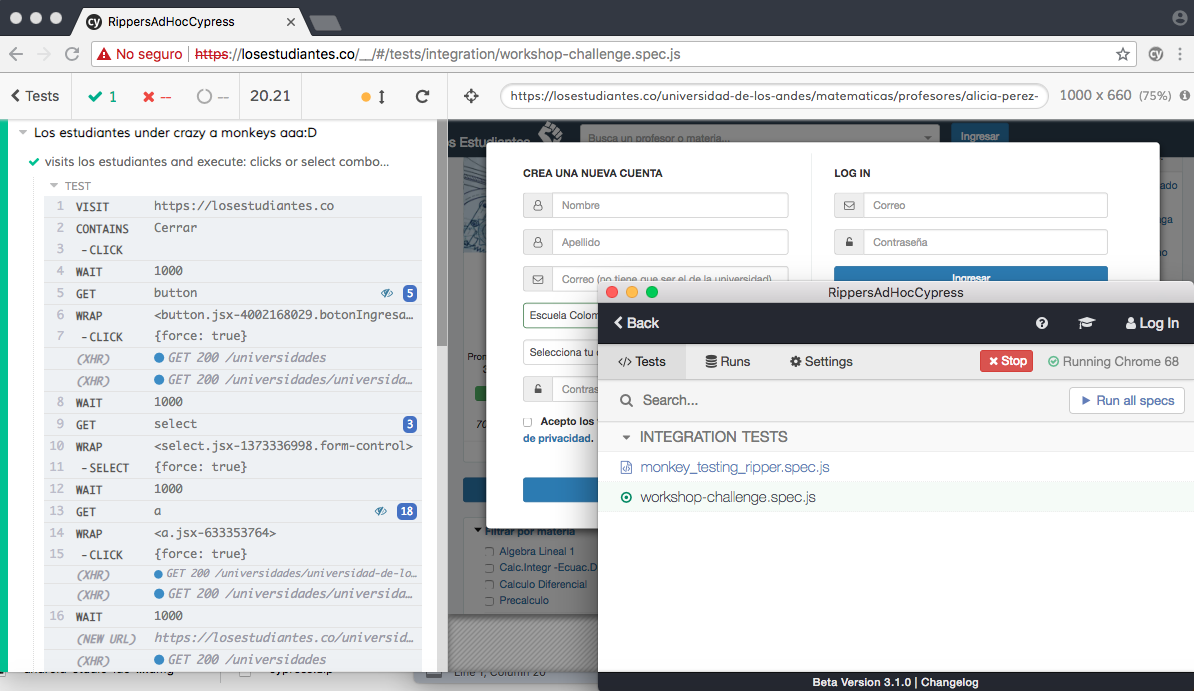 RippersAdHocCypress
No seguro
https://losestudiantes.co/__/#/tests/integration/workshop-challenge.spec.js
Tests
1
--
--
20.21
https://losestudiantes.co/universidad-de-los-andes/matematicas/profesores/alicia-perez-
1000 x 660 (75%)
Los estudiantes under crazy a monkeys aaa:D
visits los estudiantes and execute: clicks or select combo...
TEST
1 VISIT https://losestudiantes.co
2 CONTAINS Cerrar
3 - CLICK
4 WAIT 1000
5 GET button 5
6 WRAP <button.jsx-4002168029.botonIngresa...
7 - CLICK {force: true}
(XHR) GET 200 /universidades
(XHR) GET 200 /universidades/universida...
8 WAIT 1000
9 GET select 3
10 WRAP <select.jsx-1373336998.form-control>
11 - SELECT {force: true}
12 WAIT 1000
13 GET a 18
14 WRAP <a.jsx-633353764>
15 - CLICK {force: true}
(XHR) GET 200 /universidades/universidad-de-lo...
(XHR) GET 200 /universidades/universida...
16 WAIT 1000
(NEW URL) https://losestudiantes.co/universid...
(XHR) GET 200 /universidades
s Estudiantes
Busca un profesor o materia...
Ingresar
CREA UNA NUEVA CUENTA
Nombre
Apellido
Correo (no tiene que ser el de la universidad)
Escuela Colom
Selecciona tu
Contras
Acepto los
de privacidad.
LOG IN
Correo
Contraseña
Ingresar
Filtrar por materia
Algebra Lineal 1
Calc.Integr -Ecuac.D
Calculo Diferencial
Precalculo
RippersAdHocCypress
Back
Log In
Tests
Runs
Settings
Stop
Running Chrome 68
Search...
Run all specs
INTEGRATION TESTS
monkey_testing_ripper.spec.js
workshop-challenge.spec.js
Beta Version 3.1.0 | Changelog
Line 1, Column 20